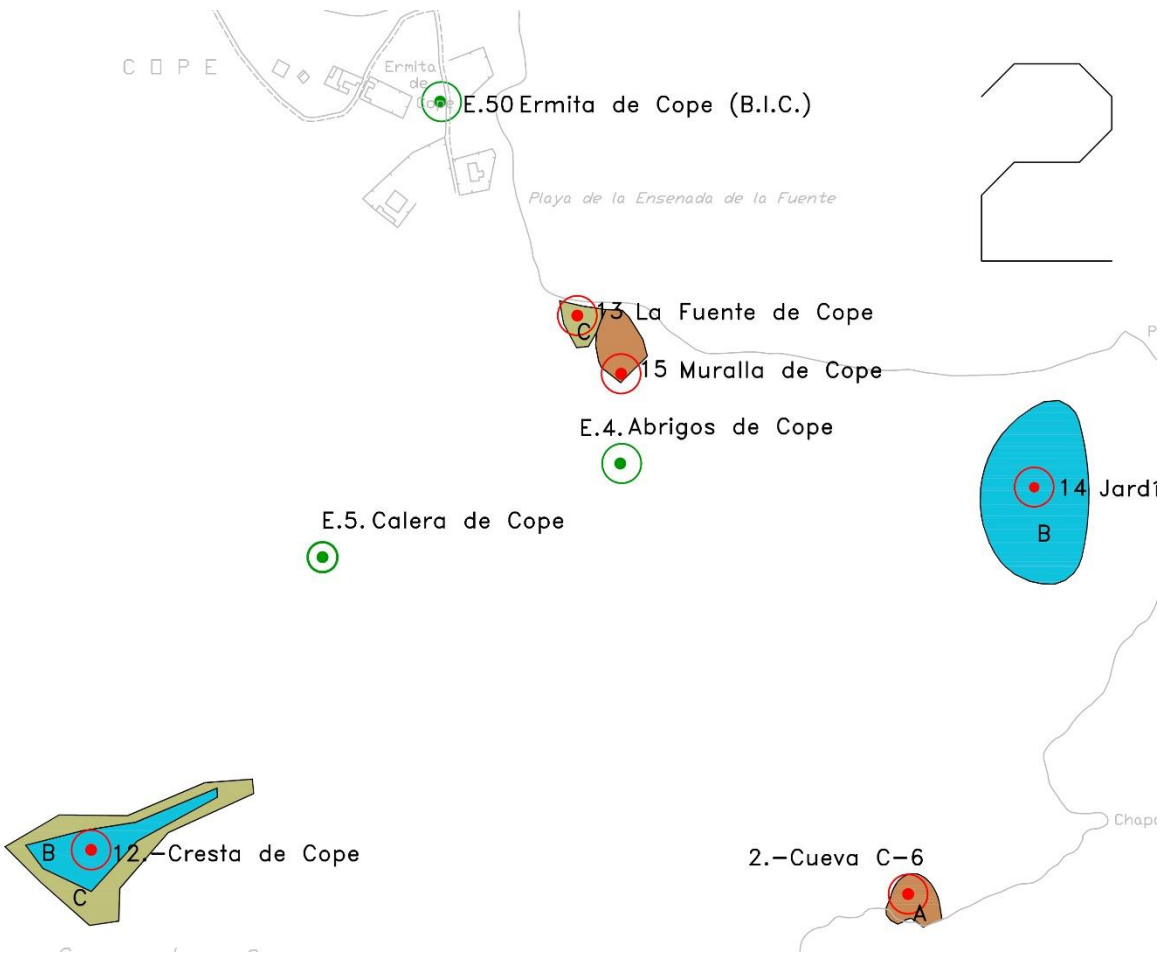 COPE
Ermita
de
Cope
E.50 Ermita de Cope (B.I.C.)
2
Playa de la Ensenada de la Fuente
13 La Fuente de Cope
C
15 Muralla de Cope
E.4. Abrigos de Cope
14 Jardí
B
E.5. Calera de Cope
Chapa
B
12.-Cresta de Cope
C
2.-Cueva C-6
A